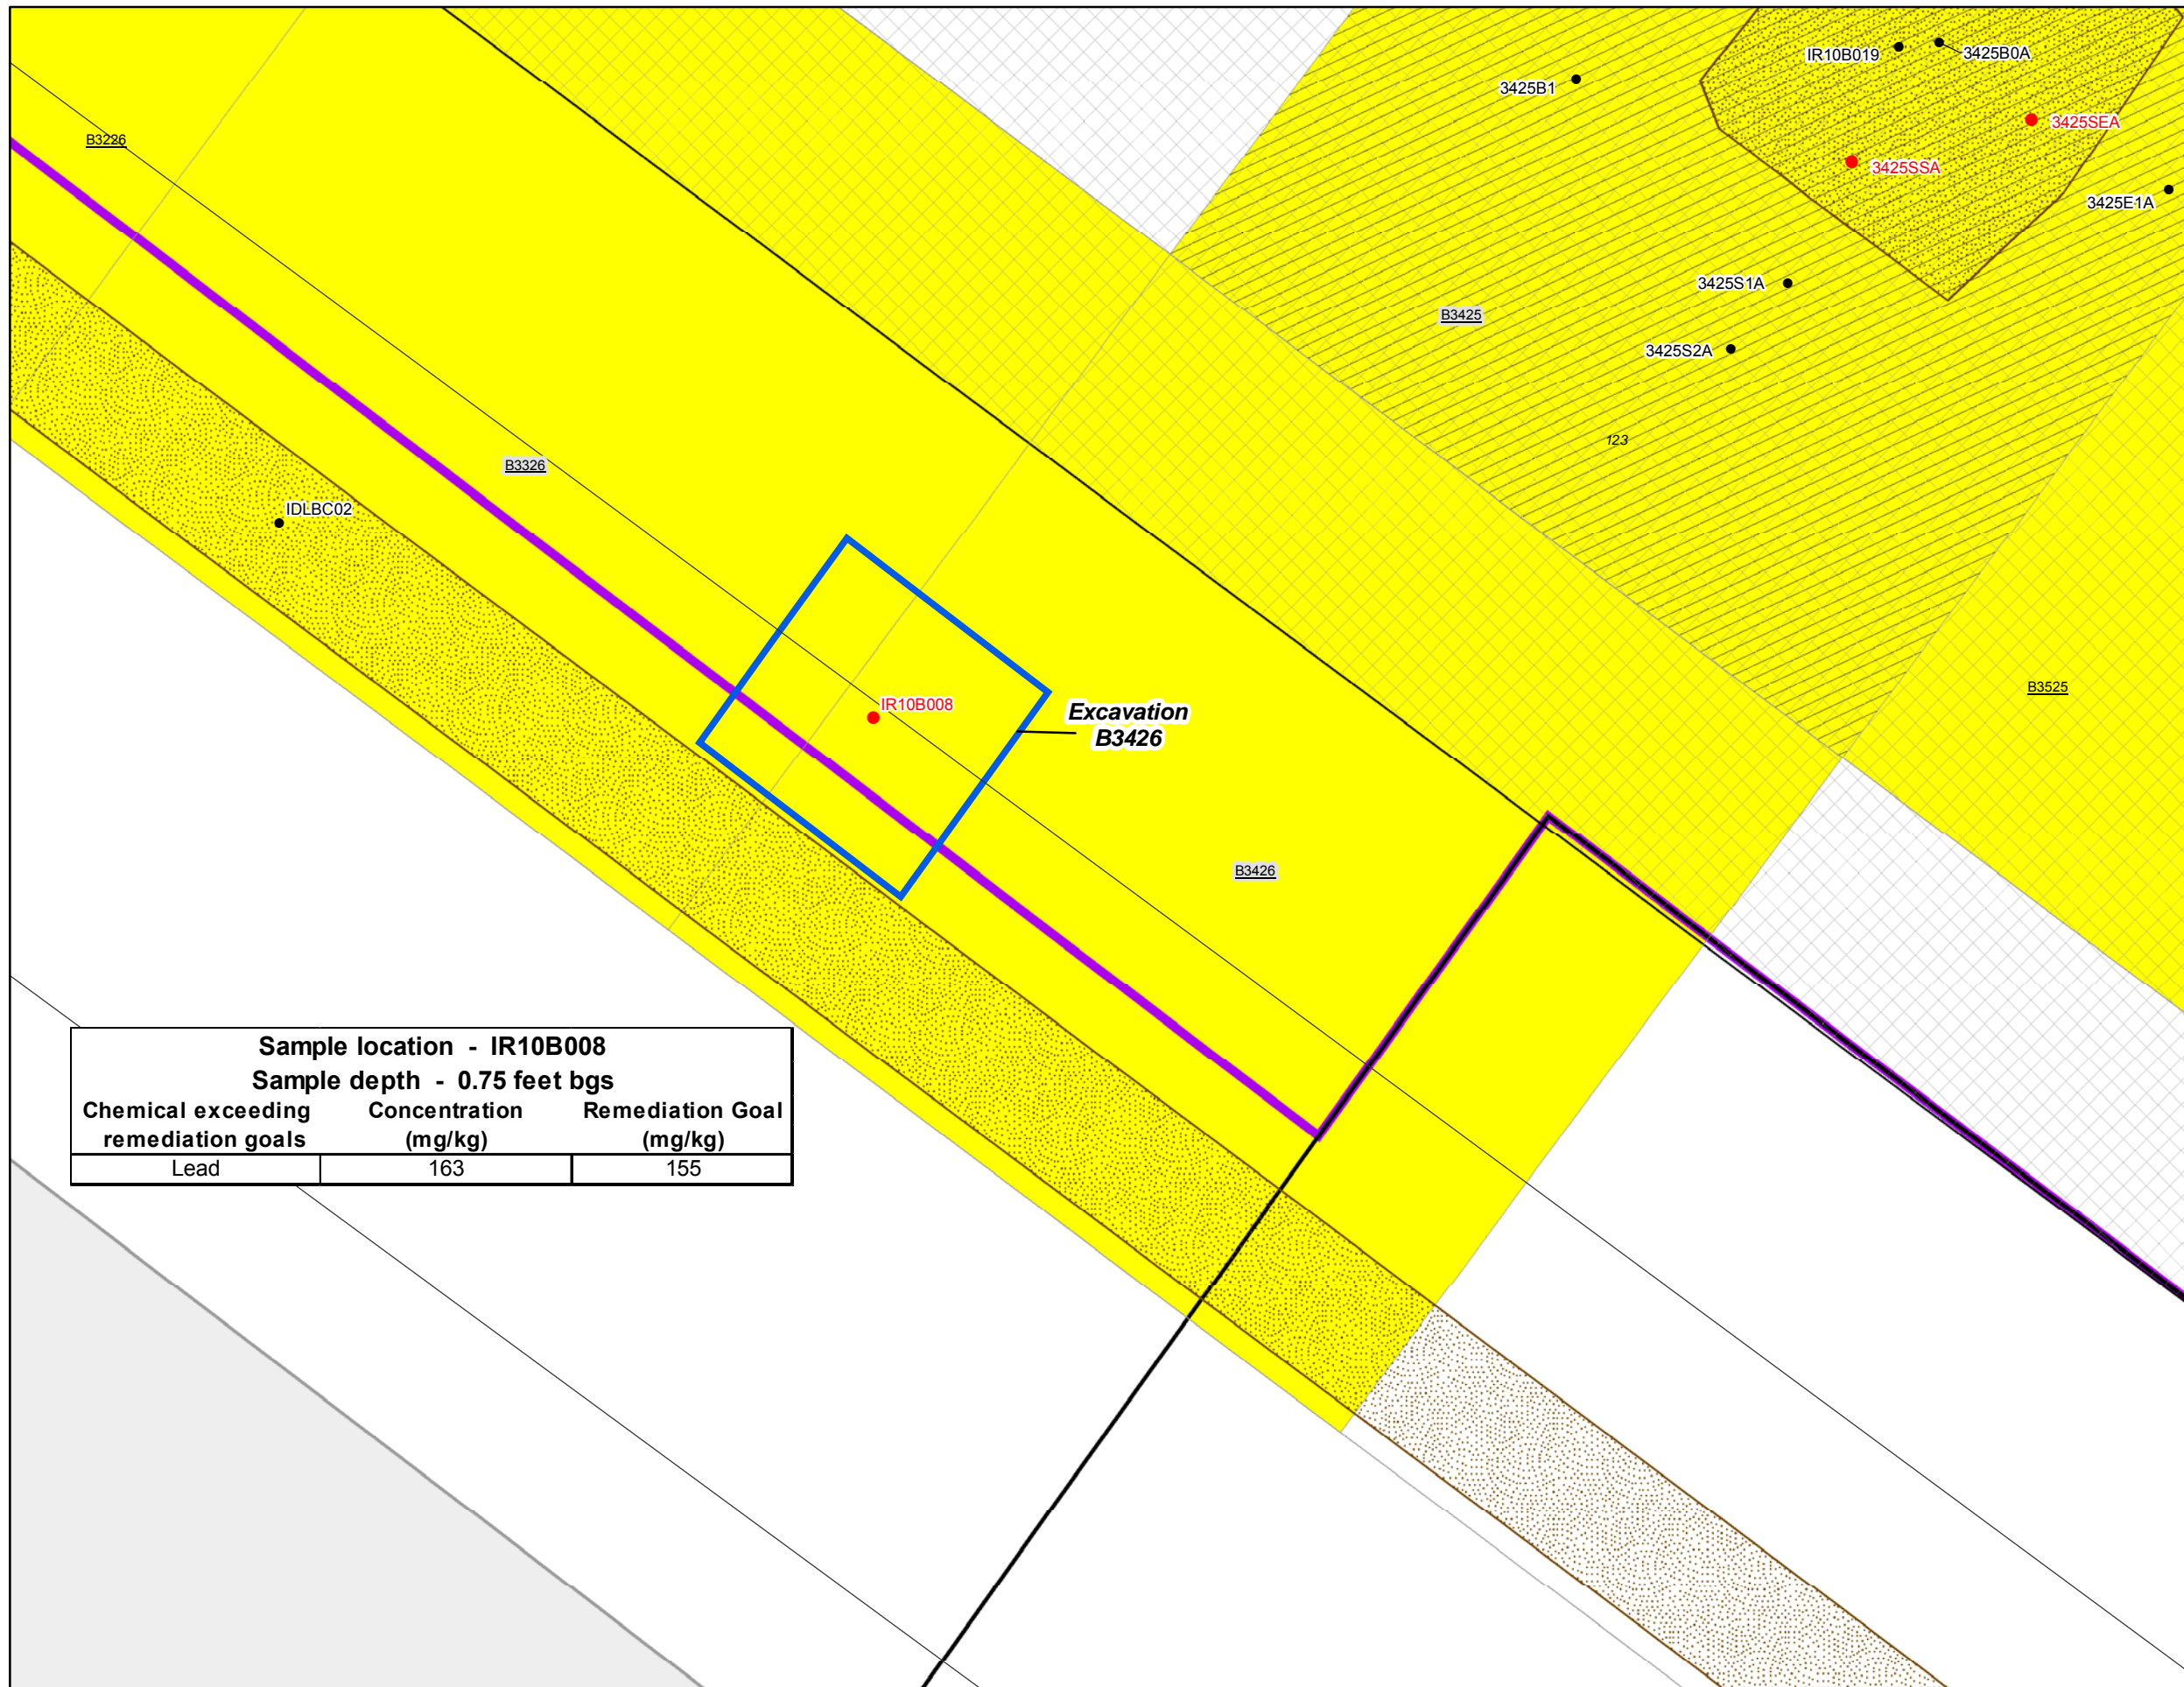 IR10B019
3425B0A
3425B1
3425SEA
B3226
3425SSA
3425E1A
3425S1A
B3425
3425S2A
123
B3326
IDLBC02
B3525
IR10B008
Excavation
B3426
B3426
Sample location - IR10B008
Sample depth - 0.75 feet bgs
Chemical exceeding Concentration Remediation Goal
remediation goals (mg/kg) (mg/kg)
Lead 163 155